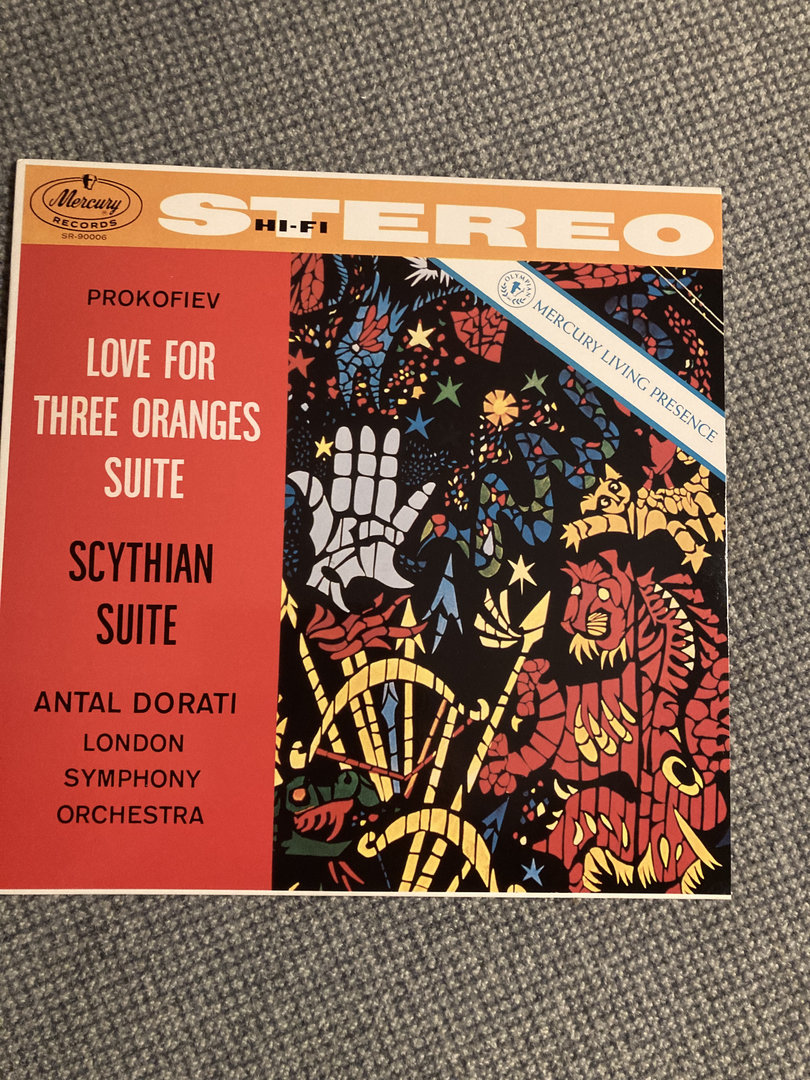 Mercury
®
RECORDS
SR-90006
STEREO
HI-FI
OLYMPIAN
MERCURY LIVING PRESENCE
PROKOFIEV
LOVE FOR
THREE ORANGES
SUITE
SCYTHIAN
SUITE
ANTAL DORATI
LONDON
SYMPHONY
ORCHESTRA